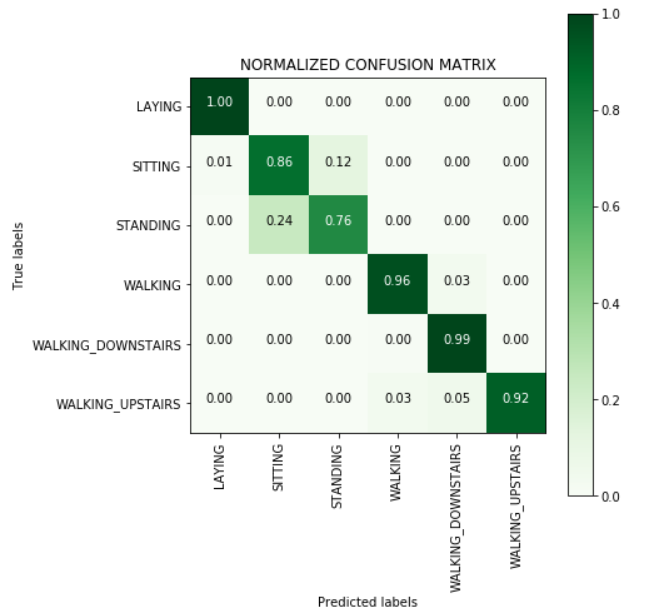 NORMALIZED CONFUSION MATRIX
True labels
LAYING 1.00 0.00 0.00 0.00 0.00 0.00
SITTING 0.01 0.86 0.12 0.00 0.00 0.00
STANDING 0.00 0.24 0.76 0.00 0.00 0.00
WALKING 0.00 0.00 0.00 0.96 0.03 0.00
WALKING_DOWNSTAIRS 0.00 0.00 0.00 0.00 0.99 0.00
WALKING_UPSTAIRS 0.00 0.00 0.00 0.03 0.05 0.92
LAYING
SITTING
STANDING
WALKING
WALKING_DOWNSTAIRS
WALKING_UPSTAIRS
Predicted labels
1.0
0.8
0.6
0.4
0.2
0.0